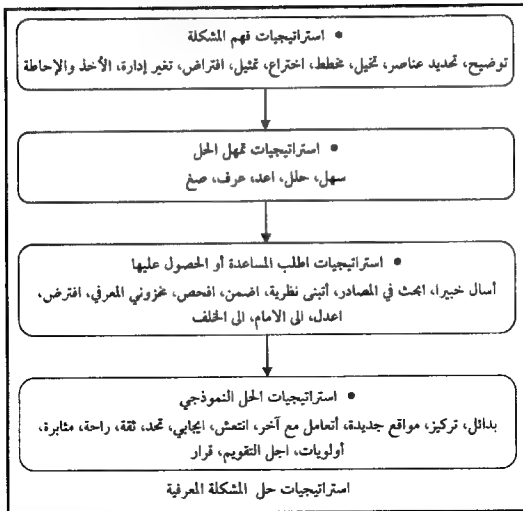 • استراتيجيات فهم المشكلة
توضيح، تحديد عناصر، تخيل، مخطط، اختراع، تمثيل، افتراض، تغير إدارة، الأخذ والإحاطة
• استراتيجيات تمهل الحل
سهل، حلل، اعد، عرف، صغ
• استراتيجيات اطلب المساعدة أو الحصول عليها
أسال خبيرا، ابحث في المصادر، أتبنى نظرية، اضمن، افحص، مخزوني المعرفي، افترض،
اعدل، الى الامام، الى الخلف
• استراتيجيات الحل النموذجي
بدائل، تركيز، مواقع جديدة، أتعامل مع آخر، انتعش، ايجابي، تحد، ثقة، راحة، مثابرة،
أولويات، اجل التقويم، قرار
استراتيجيات حل المشكلة المعرفية